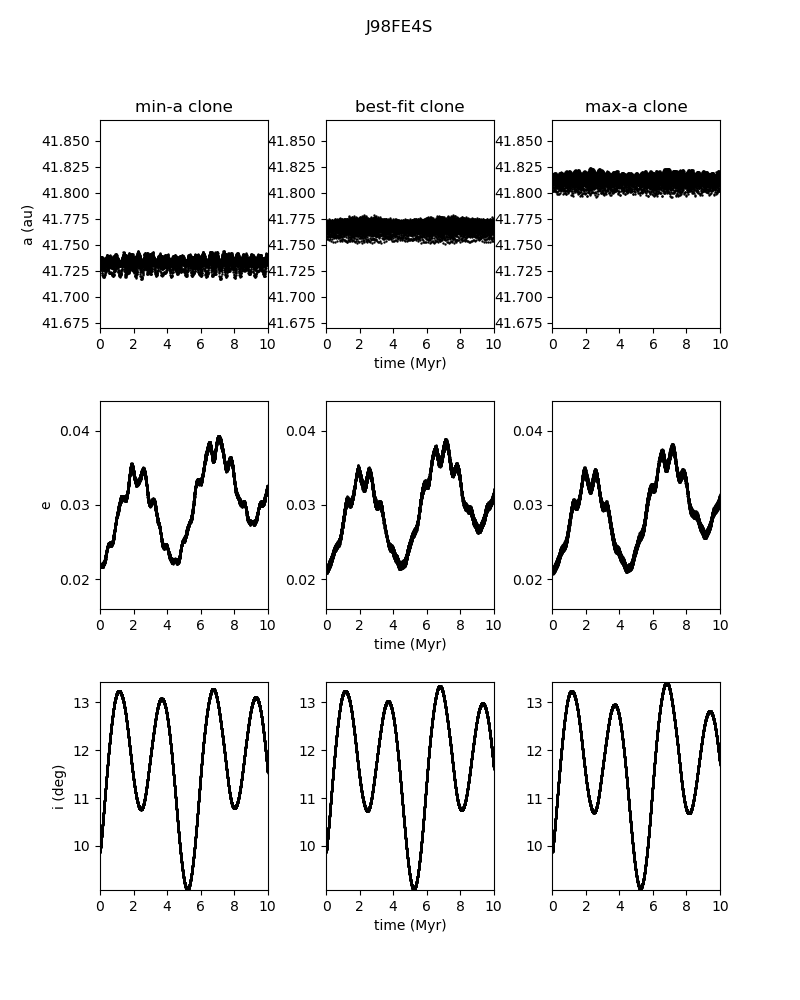 J98FE4S
min-a clone best-fit clone max-a clone
41.850 41.850 41.850
41.825 41.825 41.825
41.800 41.800 41.800
41.775 41.775 41.775
41.750 41.750 41.750
41.725 41.725 41.725
41.700 41.700 41.700
41.675 41.675 41.675
a (au)
0 2 4 6 8 10 0 2 4 6 8 10 0 2 4 6 8 10
time (Myr)
0.04 0.04 0.04
0.03 0.03 0.03
0.02 0.02 0.02
e
0 2 4 6 8 10 0 2 4 6 8 10 0 2 4 6 8 10
time (Myr)
13 13 13
12 12 12
11 11 11
10 10 10
i (deg)
0 2 4 6 8 10 0 2 4 6 8 10 0 2 4 6 8 10
time (Myr)